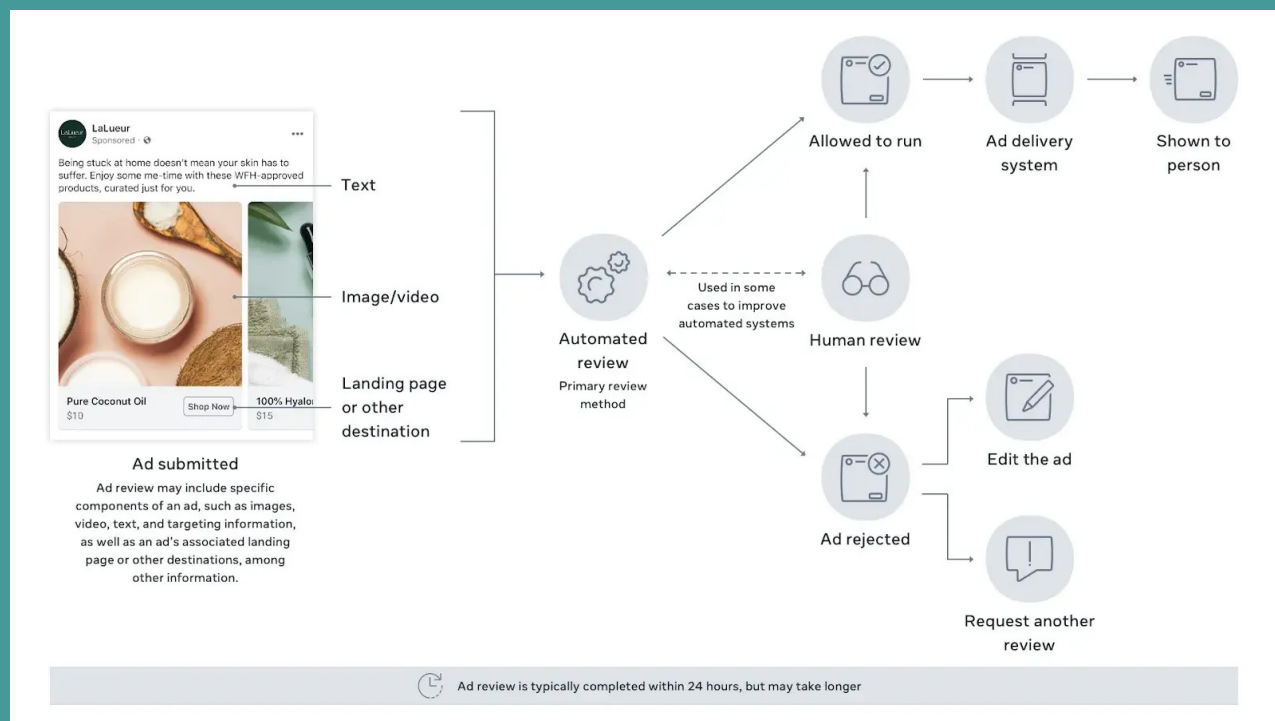 LaLueur
LaLueur
Sponsored ·
Being stuck at home doesn't mean your skin has to
suffer. Enjoy some me-time with these WFH-approved
products, curated just for you.
Pure Coconut Oil
$10
Shop Now
100% Hyalo
$15
Text
Image/video
Landing page
or other
destination
Ad submitted
Ad review may include specific
components of an ad, such as images,
video, text, and targeting information,
as well as an ad's associated landing
page or other destinations, among
other information.
Automated
review
Primary review
method
Used in some
cases to improve
automated systems
Allowed to run
Ad delivery
system
Shown to
person
Human review
Ad rejected
Edit the ad
Request another
review
Ad review is typically completed within 24 hours, but may take longer